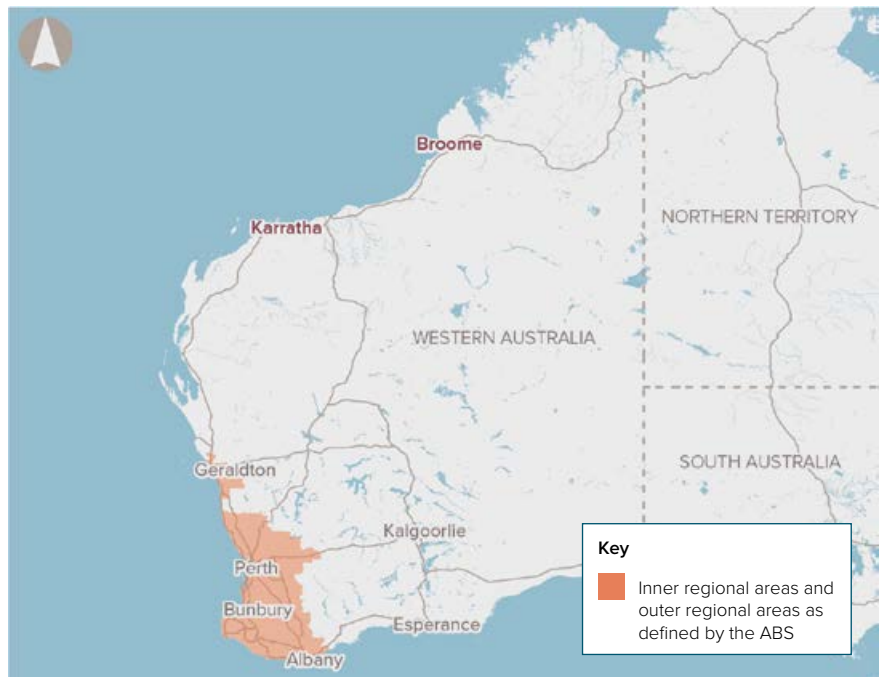 Broome
Karratha
NORTHERN TERRITORY
WESTERN AUSTRALIA
Geraldton
SOUTH AUSTRALIA
Kalgoorlie
Perth
Bunbury
Esperance
Albany
Key
Inner regional areas and
outer regional areas as
defined by the ABS